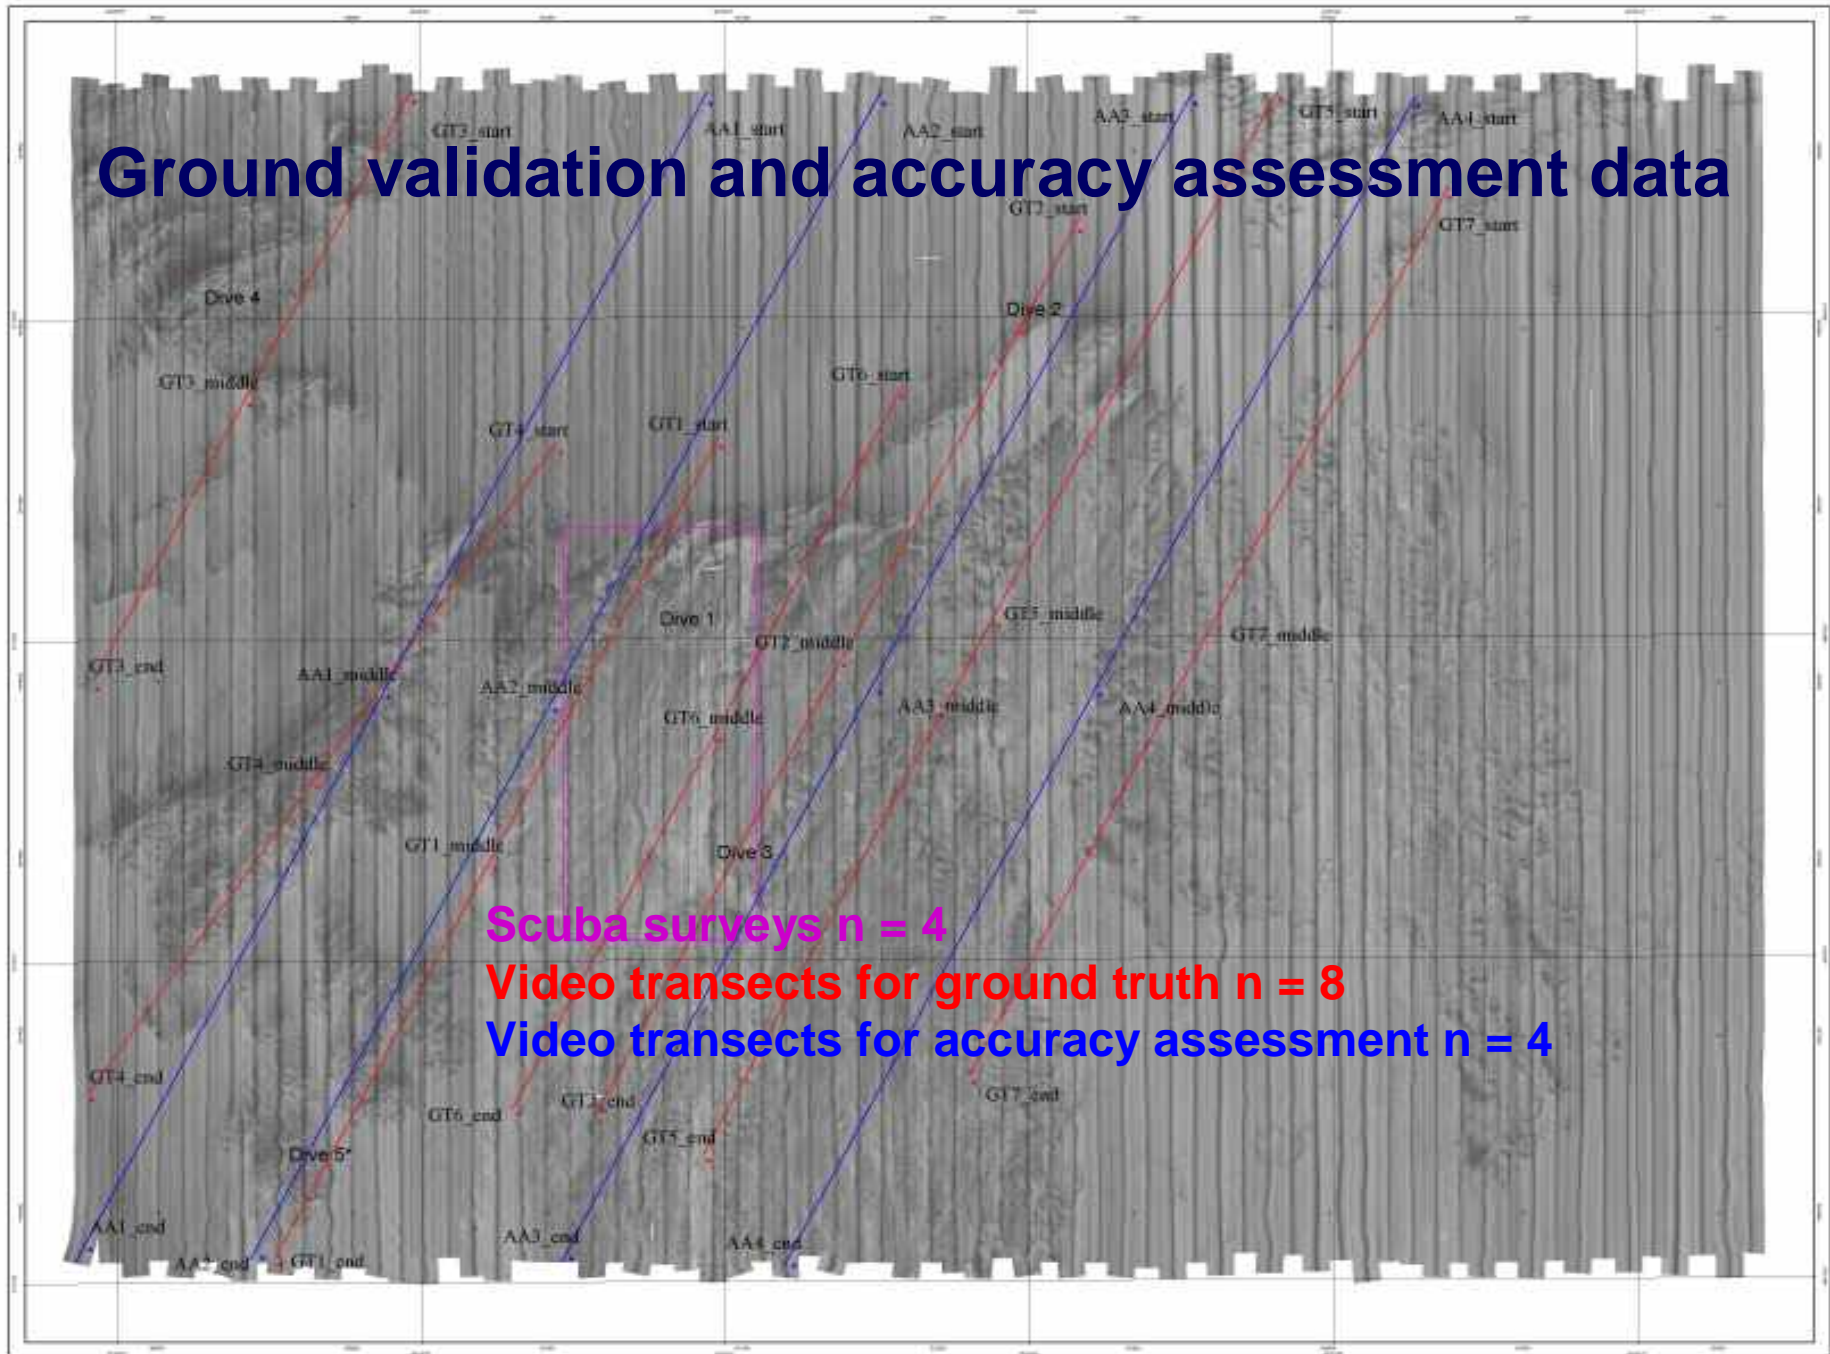 GT3_start
AA1_start
AA2_start
AA3_start
GT5_start
AA4_start
Ground validation and accuracy assessment data
GT2_start
GT7_start
Dive 4
Dive 2
GT3_middle
GT6_start
GT4_start
GT1_start
Dive 1
GT5_middle
GT7_middle
GT2_middle
GT3_end
AA1_middle
AA2_middle
AA3_middle
AA4_middle
GT6_middle
GT4_middle
GT1_middle
Dive 3
Scuba surveys n = 4
Video transects for ground truth n = 8
Video transects for accuracy assessment n = 4
GT4_end
GT6_end
GT2_end
GT7_end
GT5_end
Dive 5*
AA1_end
AA2_end
GT1_end
AA3_end
AA4_end